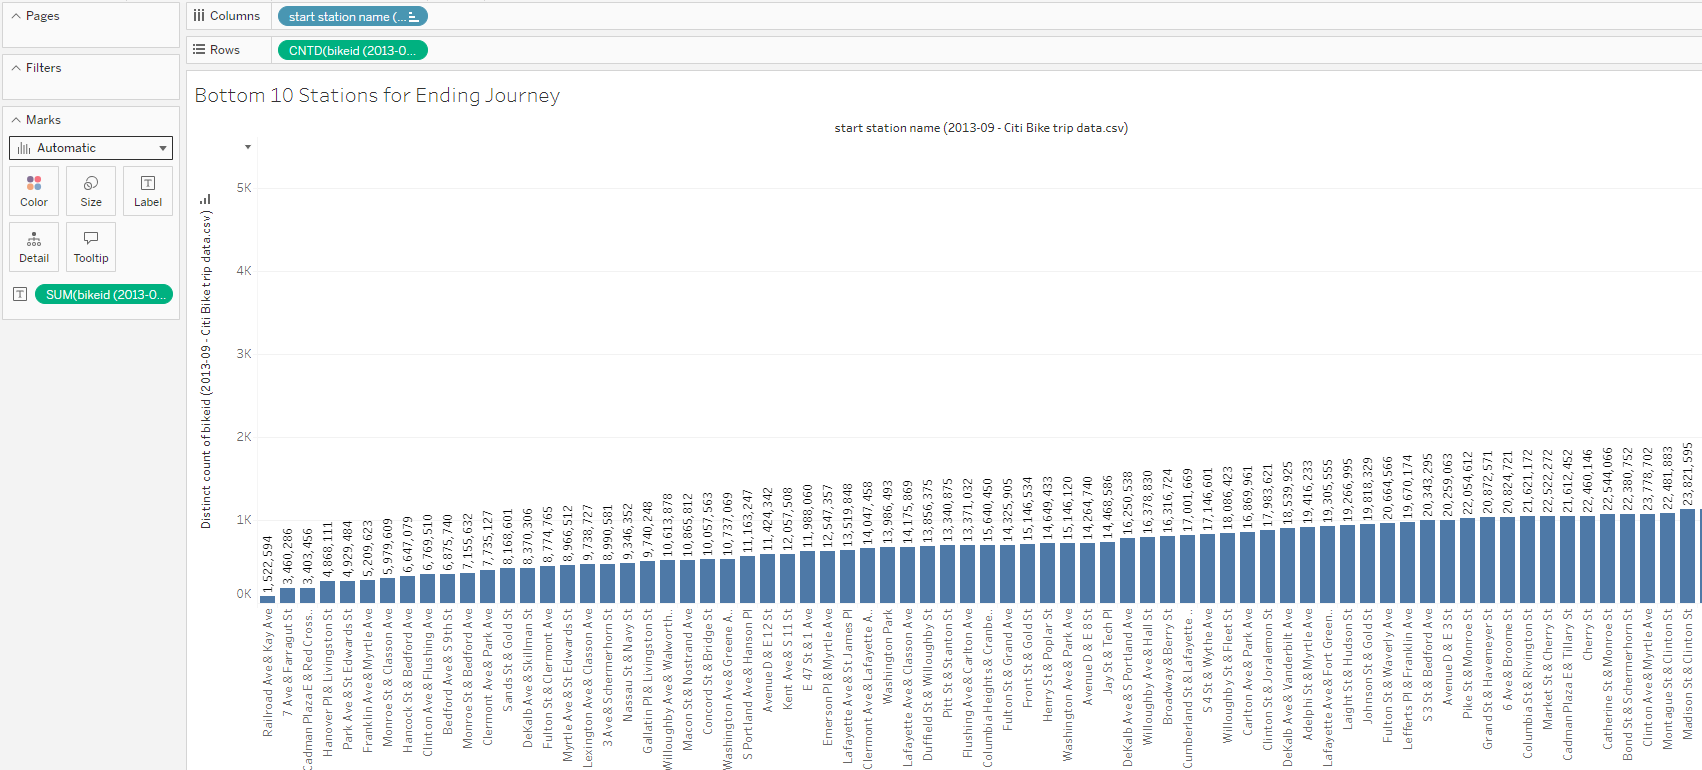 Pages
Columns
start station name (...
Rows
CNTD(bikeid (2013-0...
Filters
Marks
Automatic
Color
Size
Label
Detail
Tooltip
SUM(bikeid (2013-0...
Bottom 10 Stations for Ending Journey
start station name (2013-09 - Citi Bike trip data.csv)
Distinct count of bikeid (2013-09 - Citi Bike trip data.csv)
5K
4K
3K
2K
1K
0K
1,522,594
3,460,286
3,403,456
4,868,111
4,929,484
5,209,623
5,979,609
6,647,079
6,769,510
6,875,740
7,155,632
7,735,127
8,168,601
8,370,306
8,774,765
8,966,512
9,738,727
8,990,581
9,346,352
9,740,248
10,613,878
10,865,812
10,057,563
10,737,069
11,163,247
11,424,342
12,057,508
11,988,060
12,547,357
13,519,848
14,047,458
13,986,493
14,175,869
13,856,375
13,340,875
13,371,032
15,640,450
14,325,905
15,146,534
14,649,433
15,146,120
14,264,740
14,468,586
16,250,538
16,378,830
16,316,724
17,001,669
17,146,601
18,086,423
16,869,961
17,983,621
18,539,925
19,416,233
19,305,555
19,266,995
19,818,329
20,664,566
19,670,174
20,343,295
20,259,063
22,054,612
20,872,571
20,824,721
21,621,172
22,522,272
21,612,452
22,460,146
22,544,066
22,380,752
23,778,702
22,481,883
23,821,595
Railroad Ave & Kay Ave
7 Ave & Farragut St
Cadman Plaza E & Red Cross..
Hanover Pl & Livingston St
Park Ave & St Edwards St
Franklin Ave & Myrtle Ave
Monroe St & Classon Ave
Hancock St & Bedford Ave
Clinton Ave & Flushing Ave
Bedford Ave & S 9th St
Monroe St & Bedford Ave
Clermont Ave & Park Ave
Sands St & Gold St
DeKalb Ave & Skillman St
Fulton St & Clermont Ave
Myrtle Ave & St Edwards St
Lexington Ave & Classon Ave
3 Ave & Schermerhorn St
Nassau St & Navy St
Gallatin Pl & Livingston St
Willoughby Ave & Walworth..
Macon St & Nostrand Ave
Concord St & Bridge St
Washington Ave & Greene A..
S Portland Ave & Hanson Pl
Avenue D & E 12 St
Kent Ave & S 11 St
E 47 St & 1 Ave
Emerson Pl & Myrtle Ave
Lafayette Ave & St James Pl
Clermont Ave & Lafayette A..
Washington Park
Lafayette Ave & Classon Ave
Duffield St & Willoughby St
Pitt St & Stanton St
Flushing Ave & Carlton Ave
Columbia Heights & Cranbe..
Fulton St & Grand Ave
Front St & Gold St
Henry St & Poplar St
Washington Ave & Park Ave
Avenue D & E 8 St
Jay St & Tech Pl
DeKalb Ave & S Portland Ave
Willoughby Ave & Hall St
Broadway & Berry St
Cumberland St & Lafayette ..
S 4 St & Wythe Ave
Willoughby St & Fleet St
Carlton Ave & Park Ave
Clinton St & Joralemon St
DeKalb Ave & Vanderbilt Ave
Adelphi St & Myrtle Ave
Lafayette Ave & Fort Green..
Laight St & Hudson St
Johnson St & Gold St
Fulton St & Waverly Ave
Lefferts Pl & Franklin Ave
S 3 St & Bedford Ave
Avenue D & E 3 St
Pike St & Monroe St
Grand St & Havemeyer St
6 Ave & Broome St
Columbia St & Rivington St
Market St & Cherry St
Cadman Plaza E & Tillary St
Cherry St
Catherine St & Monroe St
Bond St & Schermerhorn St
Clinton Ave & Myrtle Ave
Montague St & Clinton St
Madison St & Clinton St